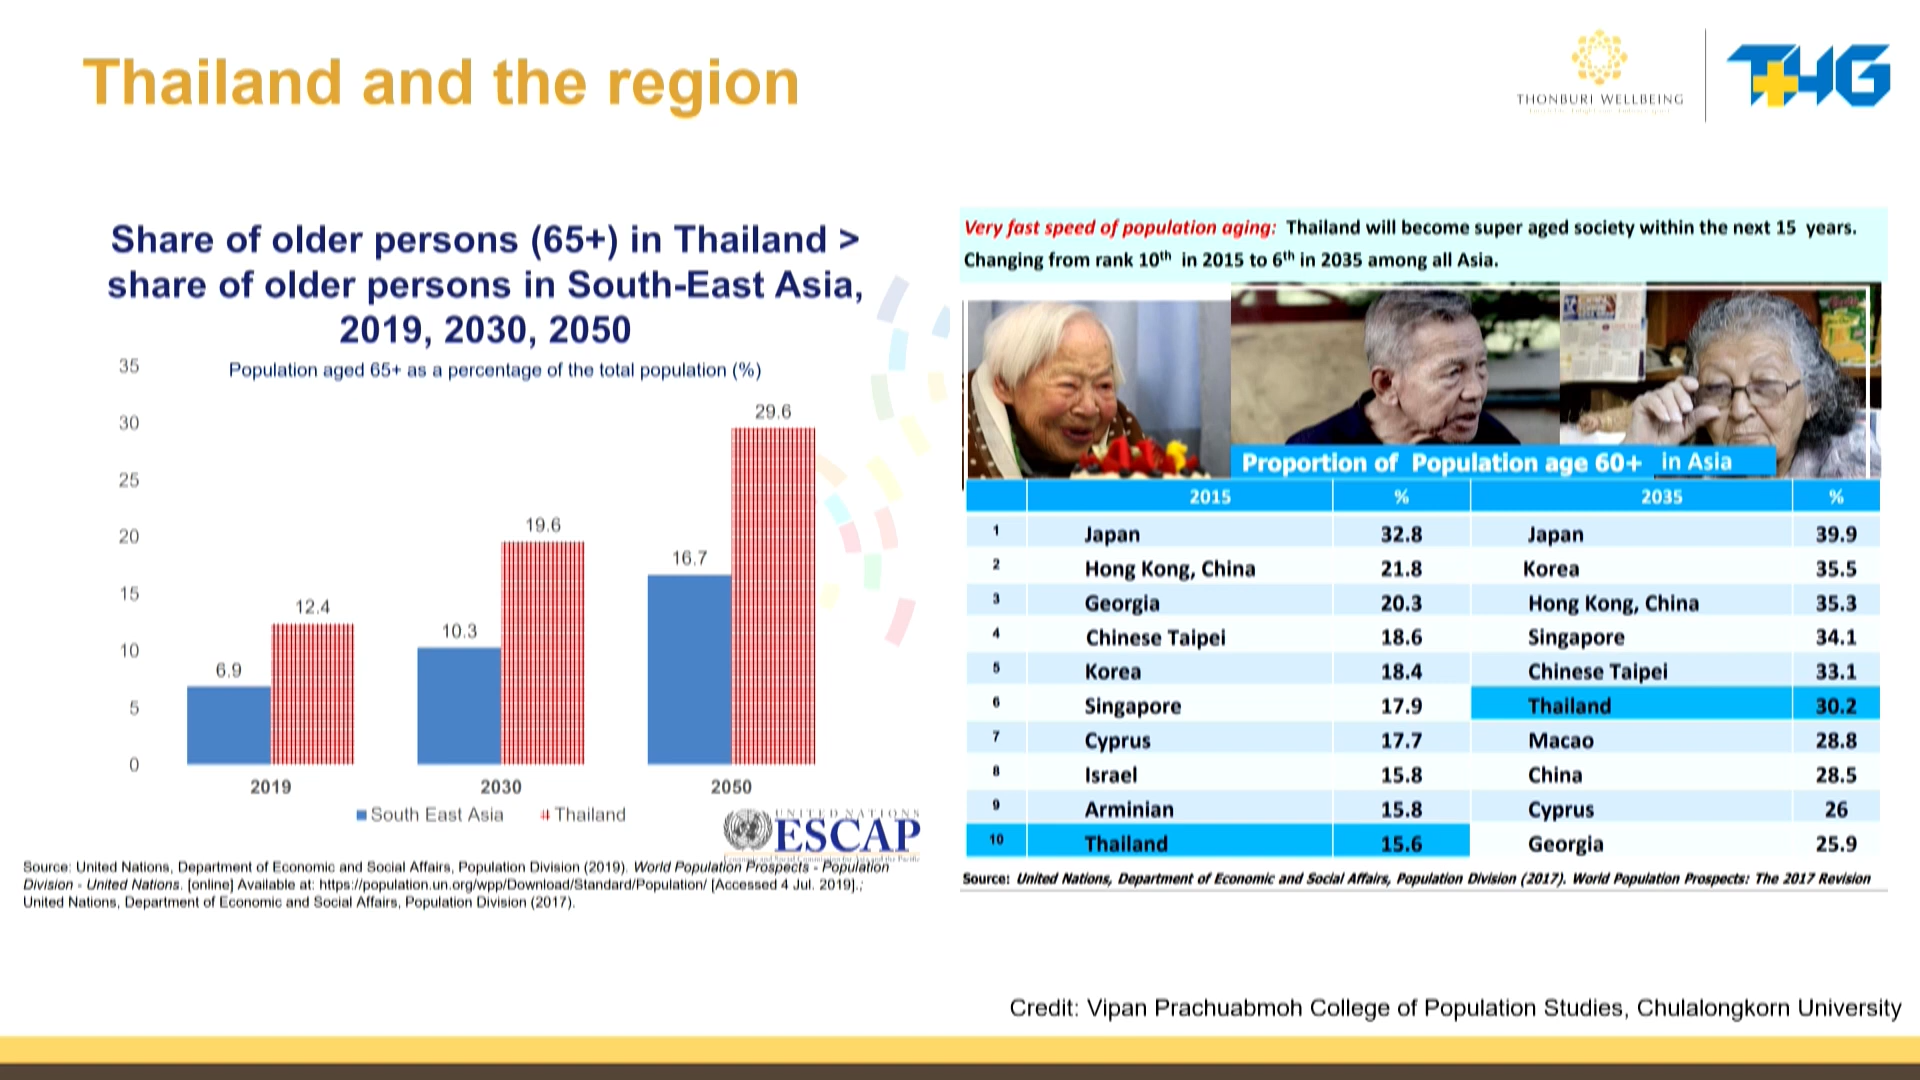 Thailand and the region
THONBURI WELLBEING
THG
Share of older persons (65+) in Thailand >
share of older persons in South-East Asia,
2019, 2030, 2050
Population aged 65+ as a percentage of the total population (%)
35
30
25
20
15
10
5
0
6.9
12.4
10.3
19.6
16.7
29.6
2019 2030 2050
South East Asia Thailand
UNITED NATIONS
ESCAP
Economic and Social Commission for Asia and the Pacific
Source: United Nations, Department of Economic and Social Affairs, Population Division (2019). World Population Prospects - Population
Division - United Nations. [online] Available at: https://population.un.org/wpp/Download/Standard/Population/ [Accessed 4 Jul. 2019].;
United Nations, Department of Economic and Social Affairs, Population Division (2017).
Very fast speed of population aging: Thailand will become super aged society within the next 15 years.
Changing from rank 10th in 2015 to 6th in 2035 among all Asia.
Proportion of Population age 60+ in Asia
2015 % 2035 %
1 Japan 32.8 Japan 39.9
2 Hong Kong, China 21.8 Korea 35.5
3 Georgia 20.3 Hong Kong, China 35.3
4 Chinese Taipei 18.6 Singapore 34.1
5 Korea 18.4 Chinese Taipei 33.1
6 Singapore 17.9 Thailand 30.2
7 Cyprus 17.7 Macao 28.8
8 Israel 15.8 China 28.5
9 Arminian 15.8 Cyprus 26
10 Thailand 15.6 Georgia 25.9
Source: United Nations, Department of Economic and Social Affairs, Population Division (2017). World Population Prospects: The 2017 Revision
Credit: Vipan Prachuabmoh College of Population Studies, Chulalongkorn University